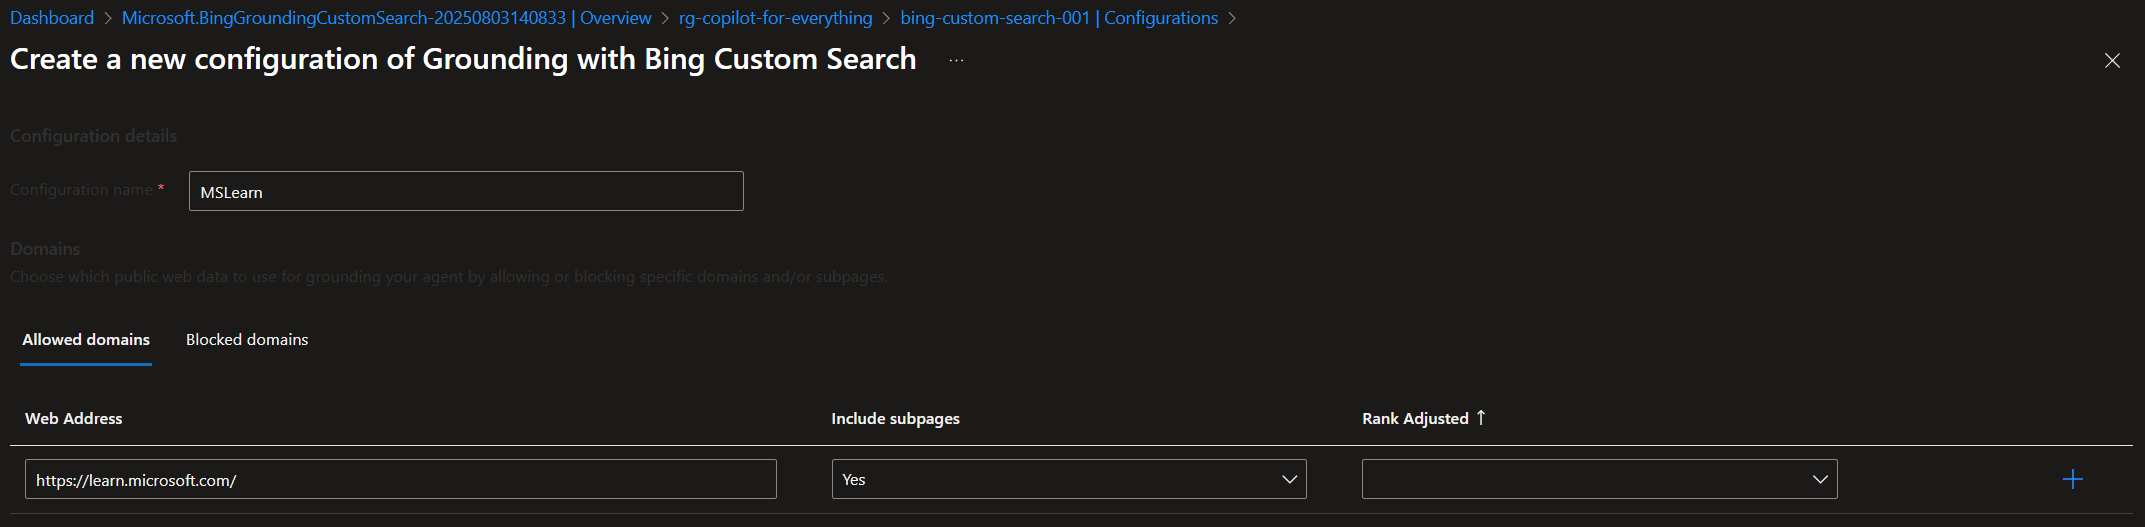 Dashboard > Microsoft.BingGroundingCustomSearch-20250803140833 | Overview > rg-copilot-for-everything > bing-custom-search-001 | Configurations >
Create a new configuration of Grounding with Bing Custom Search ...
Configuration details
Configuration name * MSLearn
Domains
Choose which public web data to use for grounding your agent by allowing or blocking specific domains and/or subpages.
Allowed domains Blocked domains
Web Address Include subpages Rank Adjusted ↑
https://learn.microsoft.com/ Yes